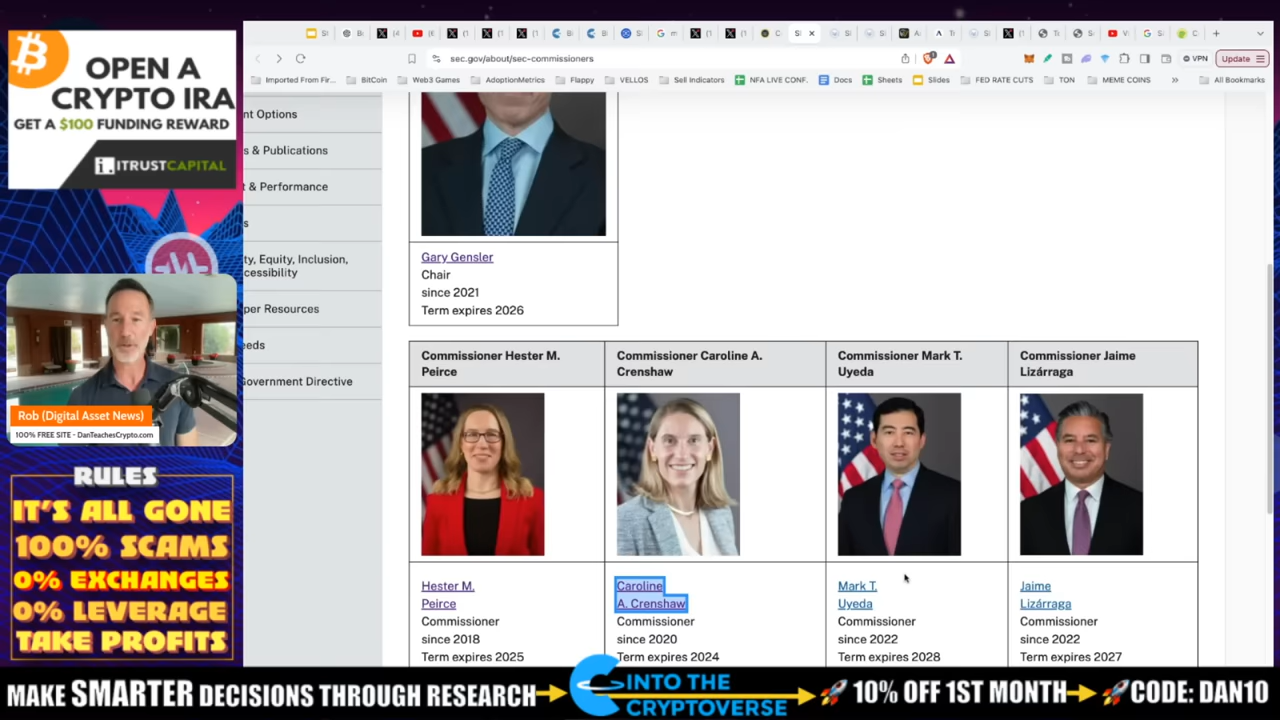 OPEN A
CRYPTO IRA
GET A $100 FUNDING REWARD
i. iTRUSTCAPITAL
Rob (Digital Asset News)
100% FREE SITE - DanTeachesCrypto.com
RULES
IT'S ALL GONE
100% SCAMS
0% EXCHANGES
0% LEVERAGE
TAKE PROFITS
sec.gov/about/sec-commissioners
VPN
Update
Imported From Fir...
BitCoin
Web3 Games
AdoptionMetrics
Flappy
VELLOS
Sell Indicators
NFA LIVE CONF.
Docs
Sheets
Slides
FED RATE CUTS
TON
MEME COINS
»
All Bookmarks
nt Options
s & Publications
t & Performance
s
ty, Equity, Inclusion,
cessibility
per Resources
eeds
Government Directive
Gary Gensler
Chair
since 2021
Term expires 2026
Commissioner Hester M.
Peirce
Commissioner Caroline A.
Crenshaw
Commissioner Mark T.
Uyeda
Commissioner Jaime
Lizárraga
Hester M.
Peirce
Commissioner
since 2018
Term expires 2025
Caroline
A. Crenshaw
Commissioner
since 2020
Term expires 2024
Mark T.
Uyeda
Commissioner
since 2022
Term expires 2028
Jaime
Lizárraga
Commissioner
since 2022
Term expires 2027
MAKE SMARTER DECISIONS THROUGH RESEARCH
INTO THE
CRYPTOVERSE
10% OFF 1ST MONTH
CODE: DAN10